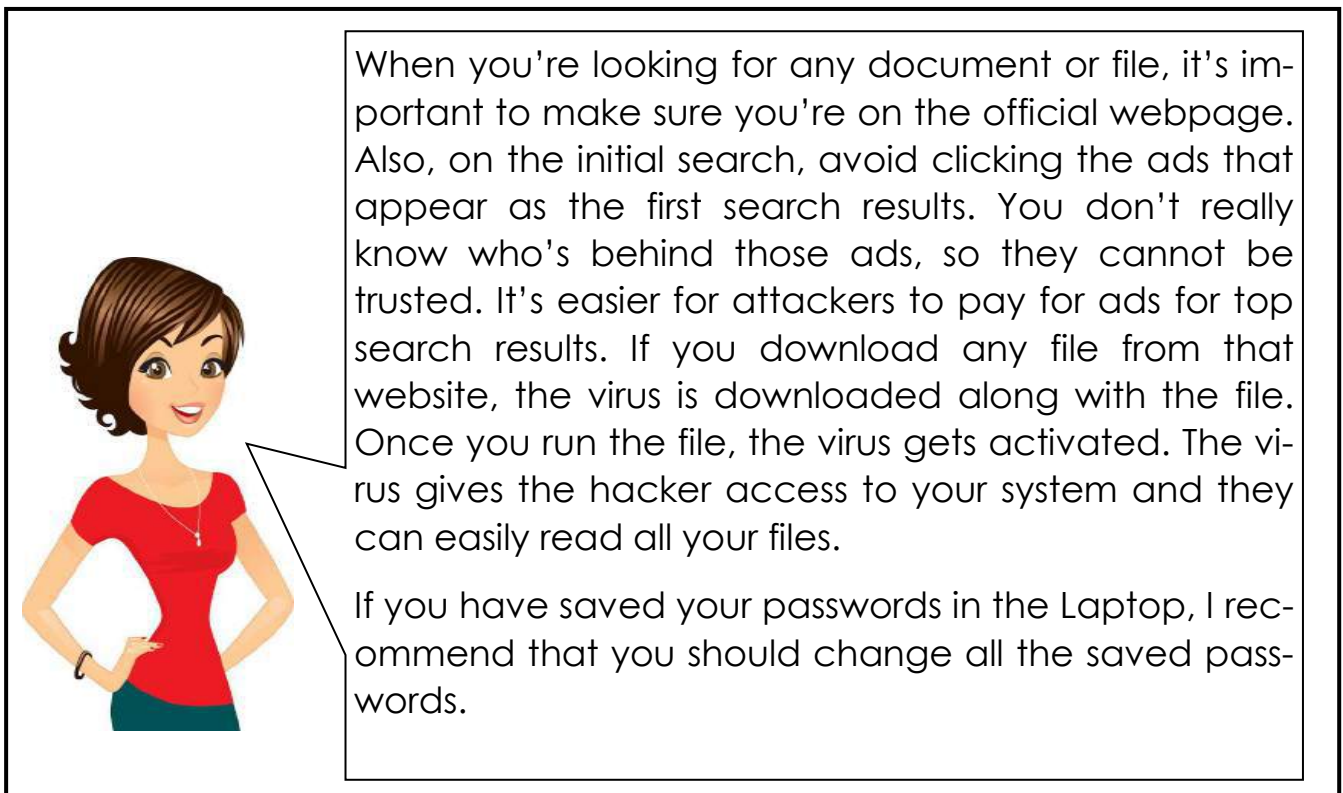 When you’re looking for any document or file, it’s im-
portant to make sure you’re on the official webpage.
Also, on the initial search, avoid clicking the ads that
appear as the first search results. You don’t really
know who’s behind those ads, so they cannot be
trusted. It’s easier for attackers to pay for ads for top
search results. If you download any file from that
website, the virus is downloaded along with the file.
Once you run the file, the virus gets activated. The vi-
rus gives the hacker access to your system and they
can easily read all your files.
If you have saved your passwords in the Laptop, I rec-
ommend that you should change all the saved pass-
words.